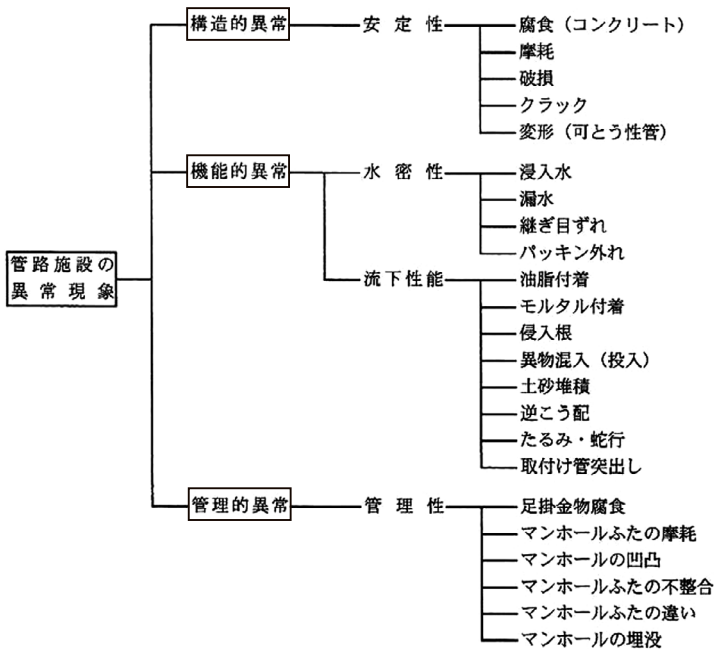 管路施設の
異常現象
構造的異常
安定性
腐食（コンクリート）
摩耗
破損
クラック
変形（可とう性管）
機能的異常
水密性
浸入水
漏水
継ぎ目ずれ
パッキン外れ
流下性能
油脂付着
モルタル付着
侵入根
異物混入（投入）
土砂堆積
逆こう配
たるみ・蛇行
取付け管突出し
管理的異常
管理性
足掛金物腐食
マンホールふたの摩耗
マンホールの凹凸
マンホールふたの不整合
マンホールふたの違い
マンホールの埋没